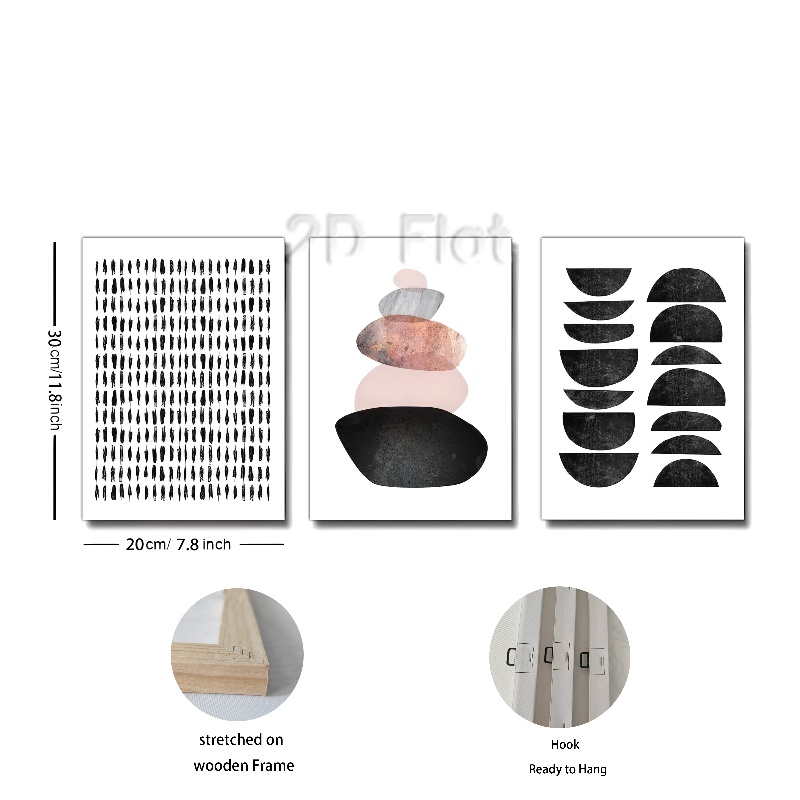 2D Flat
30cm/11.8inch
20cm/ 7.8 inch
stretched on
wooden Frame
Hook
Ready to Hang